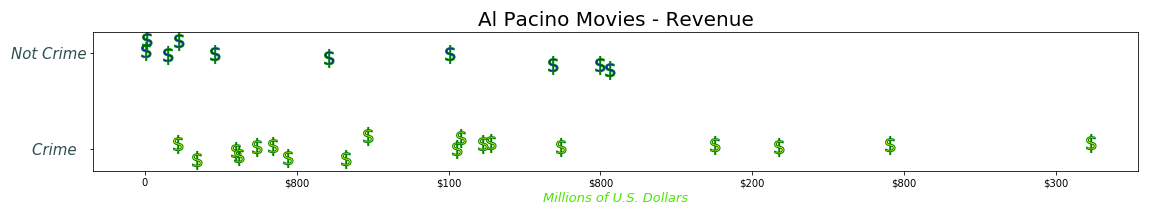 Al Pacino Movies - Revenue
Not Crime
Crime
0 $800 $100 $800 $200 $800 $300
Millions of U.S. Dollars